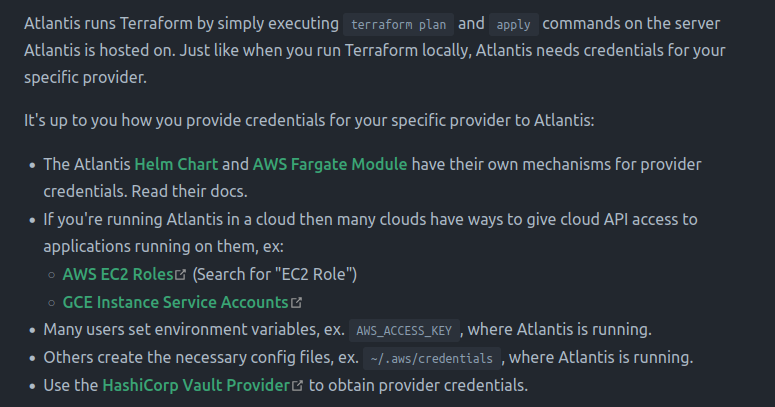 Atlantis runs Terraform by simply executing terraform plan and apply commands on the server
Atlantis is hosted on. Just like when you run Terraform locally, Atlantis needs credentials for your
specific provider.
It's up to you how you provide credentials for your specific provider to Atlantis:
• The Atlantis Helm Chart and AWS Fargate Module have their own mechanisms for provider
credentials. Read their docs.
• If you're running Atlantis in a cloud then many clouds have ways to give cloud API access to
applications running on them, ex:
◦ AWS EC2 Roles (Search for "EC2 Role")
◦ GCE Instance Service Accounts
• Many users set environment variables, ex. AWS_ACCESS_KEY, where Atlantis is running.
• Others create the necessary config files, ex. ~/.aws/credentials, where Atlantis is running.
• Use the HashiCorp Vault Provider to obtain provider credentials.